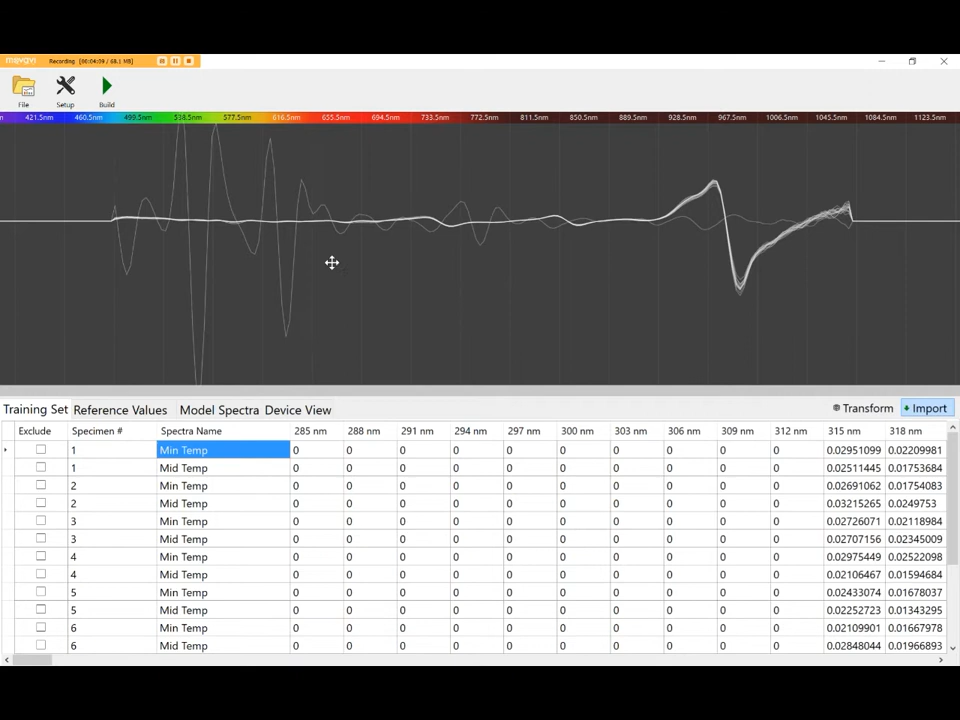 movavi Recording [00:04:09 / 68.1 MB]
File Setup Build
421.5nm 460.5nm 499.5nm 538.5nm 577.5nm 616.5nm 655.5nm 694.5nm 733.5nm 772.5nm 811.5nm 850.5nm 889.5nm 928.5nm 967.5nm 1006.5nm 1045.5nm 1084.5nm 1123.5nm
Training Set Reference Values Model Spectra Device View Transform Import
Exclude Specimen # Spectra Name 285 nm 288 nm 291 nm 294 nm 297 nm 300 nm 303 nm 306 nm 309 nm 312 nm 315 nm 318 nm
1 Min Temp 0 0 0 0 0 0 0 0 0 0 0.02951099 0.02209981
1 Mid Temp 0 0 0 0 0 0 0 0 0 0 0.02511445 0.01753684
2 Min Temp 0 0 0 0 0 0 0 0 0 0 0.02691062 0.01754083
2 Mid Temp 0 0 0 0 0 0 0 0 0 0 0.03215265 0.0249753
3 Min Temp 0 0 0 0 0 0 0 0 0 0 0.02726071 0.02118984
3 Mid Temp 0 0 0 0 0 0 0 0 0 0 0.02707156 0.02345009
4 Min Temp 0 0 0 0 0 0 0 0 0 0 0.02975449 0.02522098
4 Mid Temp 0 0 0 0 0 0 0 0 0 0 0.02106467 0.01594684
5 Min Temp 0 0 0 0 0 0 0 0 0 0 0.02433074 0.01678037
5 Mid Temp 0 0 0 0 0 0 0 0 0 0 0.02252723 0.01343295
6 Min Temp 0 0 0 0 0 0 0 0 0 0 0.02109901 0.01667978
6 Mid Temp 0 0 0 0 0 0 0 0 0 0 0.02848044 0.01966893